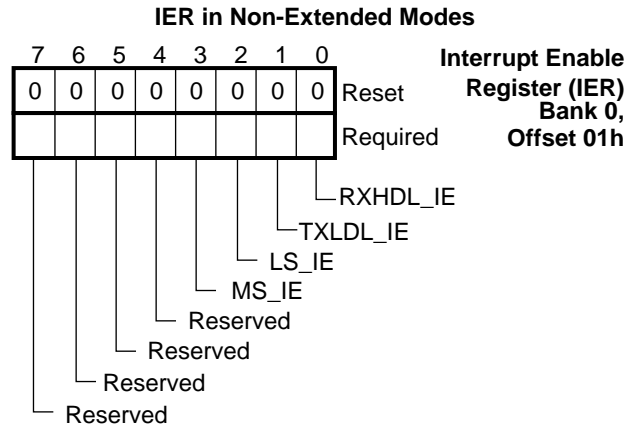 IER in Non-Extended Modes
7 6 5 4 3 2 1 0
Interrupt Enable
Register (IER)
Bank 0,
Offset 01h
0 0 0 0 0 0 0 0 Reset
Required
RXHDL_IE
TXLDL_IE
LS_IE
MS_IE
Reserved
Reserved
Reserved
Reserved